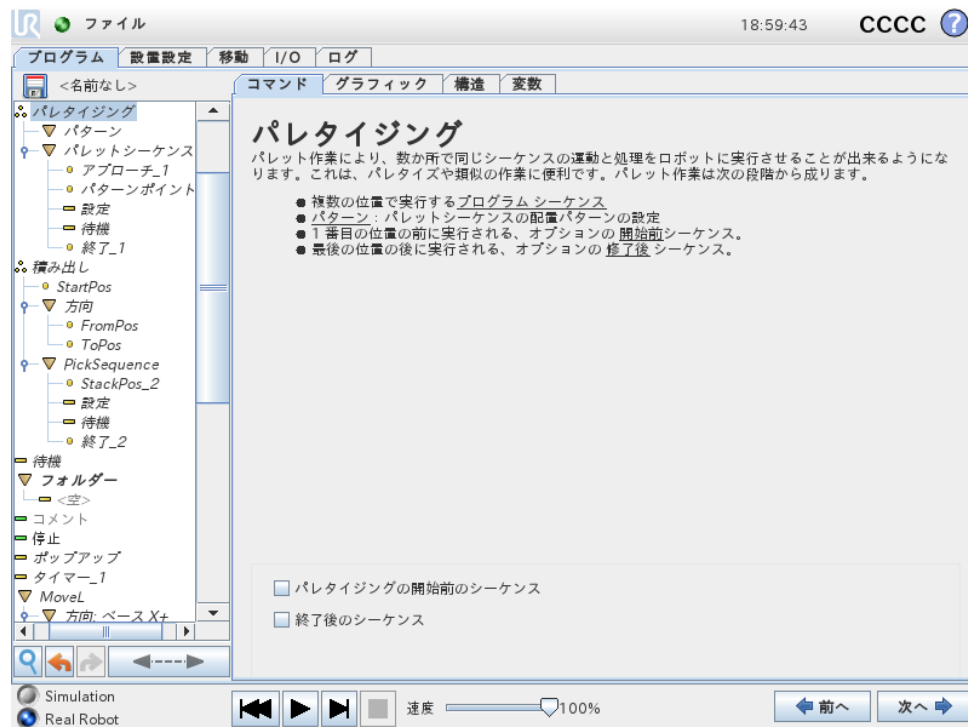 UR ファイル 18:59:43 CCCC ?
プログラム 設置設定 移動 I/O ログ
<名前なし>
コマンド グラフィック 構造 変数
パレタイジング
パターン
パレットシーケンス
アプローチ_1
パターンポイント
設定
待機
終了_1
積み出し
StartPos
方向
FromPos
ToPos
PickSequence
StackPos_2
設定
待機
終了_2
待機
フォルダー
<空>
コメント
停止
ポップアップ
タイマー_1
MoveL
方向: ベース X+
パレタイジング
パレット作業により、数か所で同じシーケンスの運動と処理をロボットに実行させることが出来るようにな
ります。これは、パレタイズや類似の作業に便利です。パレット作業は次の段階から成ります。
● 複数の位置で実行するプログラム シーケンス
● パターン : パレットシーケンスの配置パターンの設定
● 1 番目の位置の前に実行される、オプションの 開始前シーケンス。
● 最後の位置の後に実行される、オプションの 修了後 シーケンス。
パレタイジングの開始前のシーケンス
終了後のシーケンス
Simulation
Real Robot
速度 100%
前へ 次へ